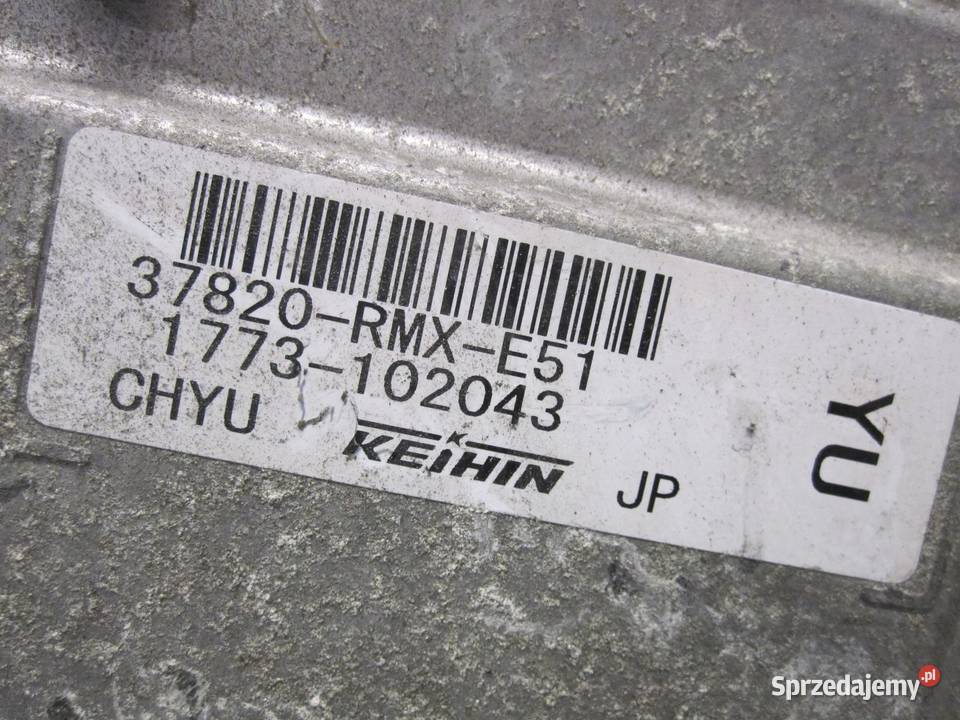 37820-RMX-E51
1773-102043
CHYU
KEIHIN
JP
YU
Sprzedajemy.pl